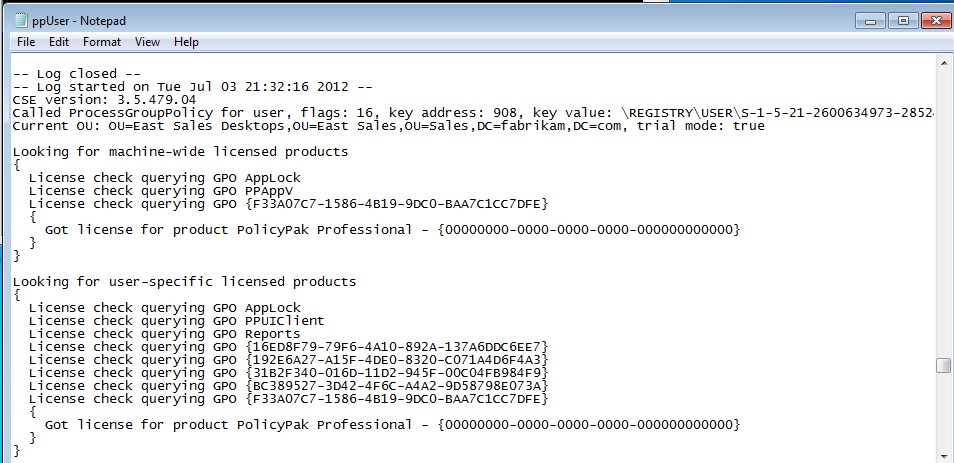 ppUser - Notepad
File Edit Format View Help
-- Log closed --
-- Log started on Tue Jul 03 21:32:16 2012 --
CSE version: 3.5.479.04
Called ProcessGroupPolicy for user, flags: 16, key address: 908, key value: \REGISTRY\USER\S-1-5-21-2600634973-2852
Current OU: OU=East Sales Desktops,OU=East Sales,OU=Sales,DC=fabrikam,DC=com, trial mode: true
Looking for machine-wide licensed products
{
License check querying GPO AppLock
License check querying GPO PPAppV
License check querying GPO {F33A07C7-1586-4B19-9DC0-BAA7C1CC7DFE}
{
Got license for product PolicyPak Professional - {00000000-0000-0000-0000-000000000000}
}
}
Looking for user-specific licensed products
{
License check querying GPO AppLock
License check querying GPO PPUIClient
License check querying GPO Reports
License check querying GPO {16ED8F79-79F6-4A10-892A-137A6DDC6EE7}
License check querying GPO {192E6A27-A15F-4DE0-8320-C071A4D6F4A3}
License check querying GPO {31B2F340-016D-11D2-945F-00C04FB984F9}
License check querying GPO {BC389527-3D42-4F6C-A4A2-9D58798E073A}
License check querying GPO {F33A07C7-1586-4B19-9DC0-BAA7C1CC7DFE}
{
Got license for product PolicyPak Professional - {00000000-0000-0000-0000-000000000000}
}
}